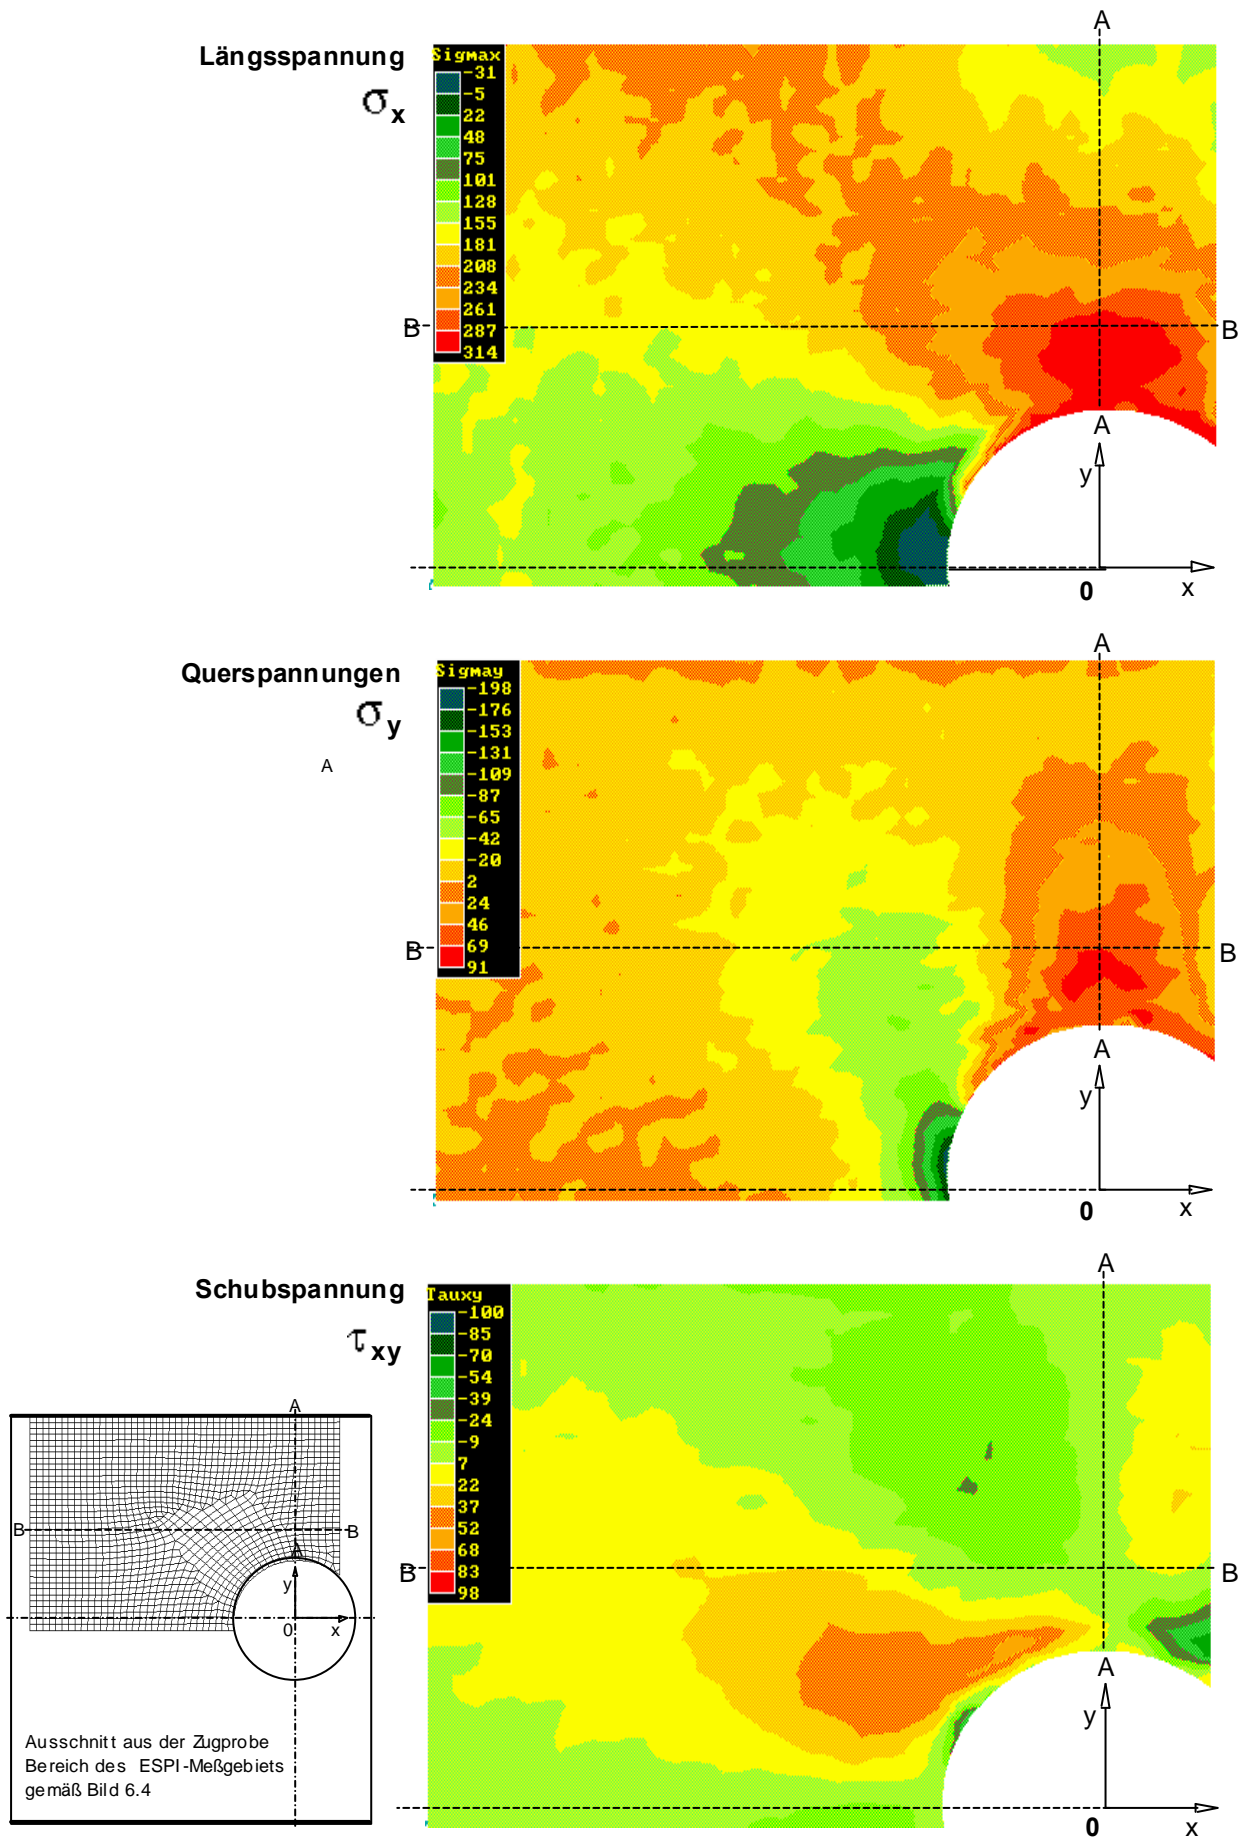 A
Längsspannung
σx
Sigmax
-31
-5
22
48
75
101
128
155
181
208
234
261
287
314
B
B
A
y
0
x
A
Querspannungen
σy
A
Sigmay
-198
-176
-153
-131
-109
-87
-65
-42
-20
2
24
46
69
91
B
B
A
y
0
x
A
Schubspannung
τxy
Tauxy
-100
-85
-70
-54
-39
-24
-9
7
22
37
52
68
83
98
B
B
A
y
0
x
A
B
B
A
y
0
x
Ausschnitt aus der Zugprobe
Bereich des ESPI-Meßgebiets
gemäß Bild 6.4